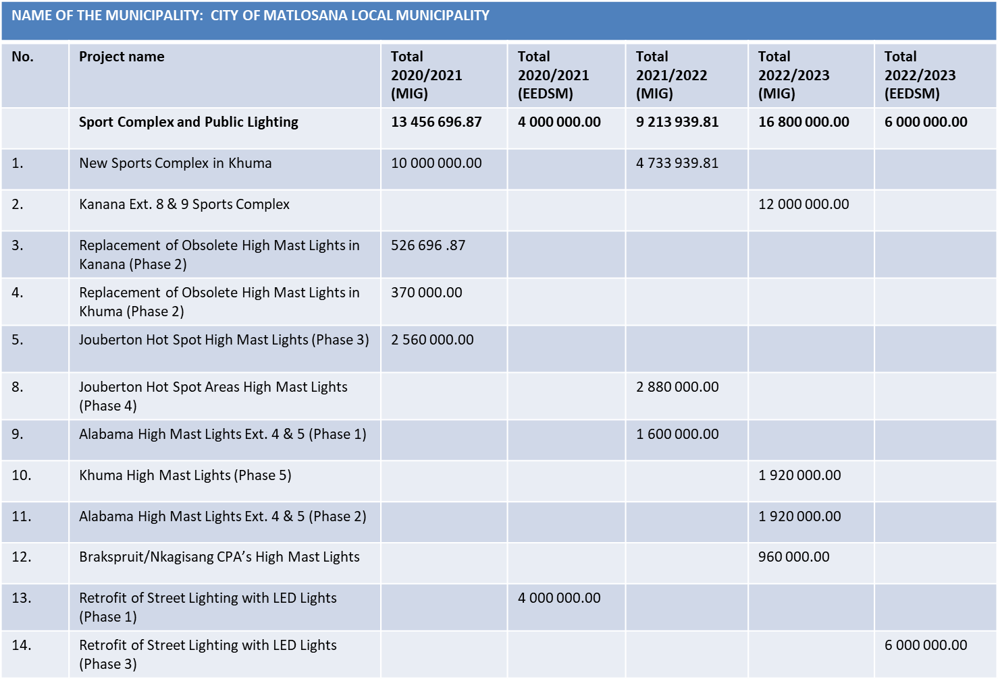 NAME OF THE MUNICIPALITY: CITY OF MATLOSANA LOCAL MUNICIPALITY
No. Project name Total 2020/2021 (MIG) Total 2020/2021 (EEDSM) Total 2021/2022 (MIG) Total 2022/2023 (MIG) Total 2022/2023 (EEDSM)
Sport Complex and Public Lighting 13 456 696.87 4 000 000.00 9 213 939.81 16 800 000.00 6 000 000.00
1. New Sports Complex in Khuma 10 000 000.00 4 733 939.81
2. Kanana Ext. 8 & 9 Sports Complex 12 000 000.00
3. Replacement of Obsolete High Mast Lights in Kanana (Phase 2) 526 696 .87
4. Replacement of Obsolete High Mast Lights in Khuma (Phase 2) 370 000.00
5. Jouberton Hot Spot High Mast Lights (Phase 3) 2 560 000.00
8. Jouberton Hot Spot Areas High Mast Lights (Phase 4) 2 880 000.00
9. Alabama High Mast Lights Ext. 4 & 5 (Phase 1) 1 600 000.00
10. Khuma High Mast Lights (Phase 5) 1 920 000.00
11. Alabama High Mast Lights Ext. 4 & 5 (Phase 2) 1 920 000.00
12. Brakspruit/Nkagisang CPA’s High Mast Lights 960 000.00
13. Retrofit of Street Lighting with LED Lights (Phase 1) 4 000 000.00
14. Retrofit of Street Lighting with LED Lights (Phase 3) 6 000 000.00